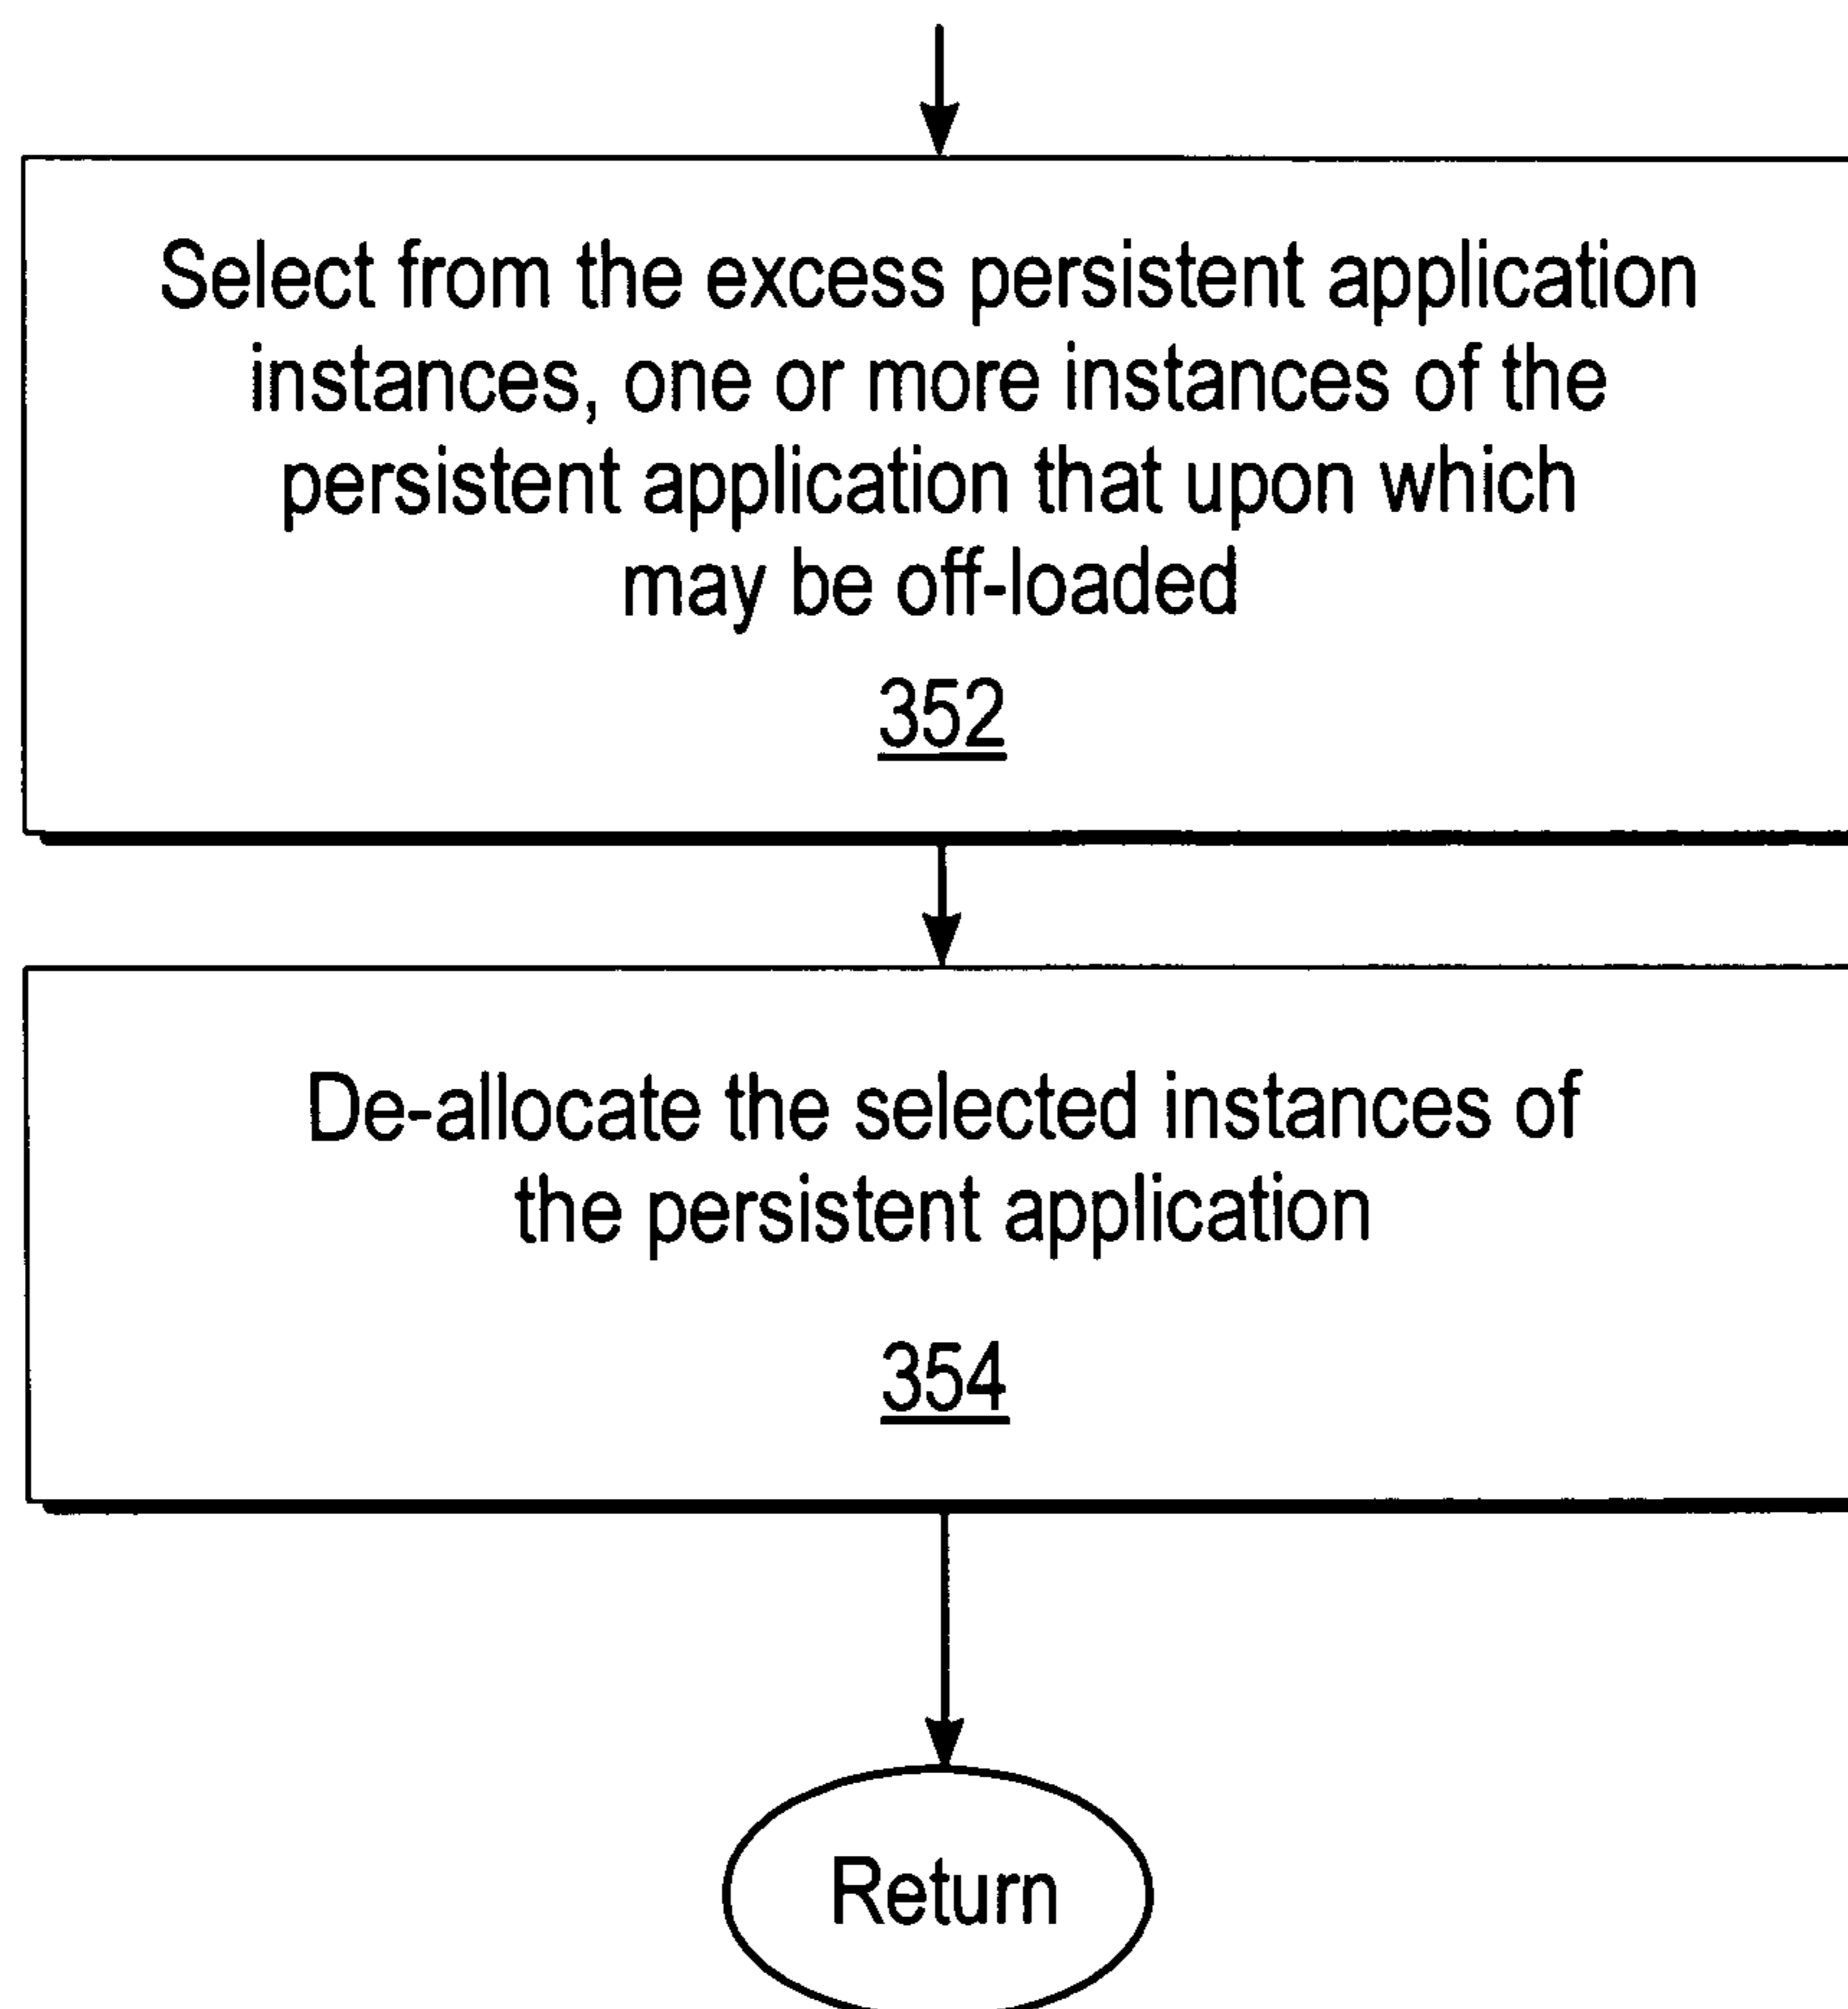 Select from the excess persistent application
instances, one or more instances of the
persistent application that upon which
may be off-loaded
352
De-allocate the selected instances of
the persistent application
354
Return